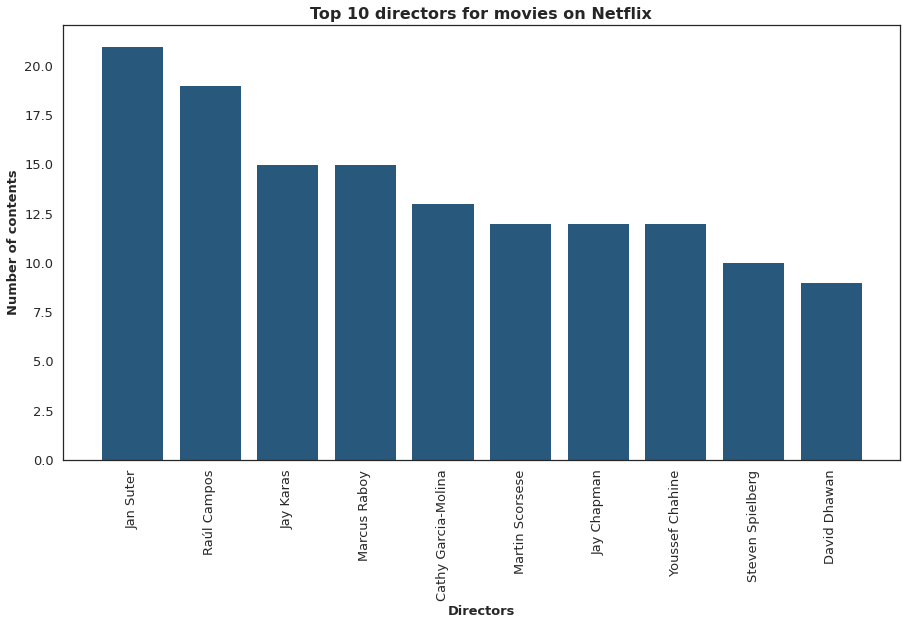 Top 10 directors for movies on Netflix
Number of contents
20.0
17.5
15.0
12.5
10.0
7.5
5.0
2.5
0.0
Jan Suter
Raúl Campos
Jay Karas
Marcus Raboy
Cathy Garcia-Molina
Martin Scorsese
Jay Chapman
Youssef Chahine
Steven Spielberg
David Dhawan
Directors